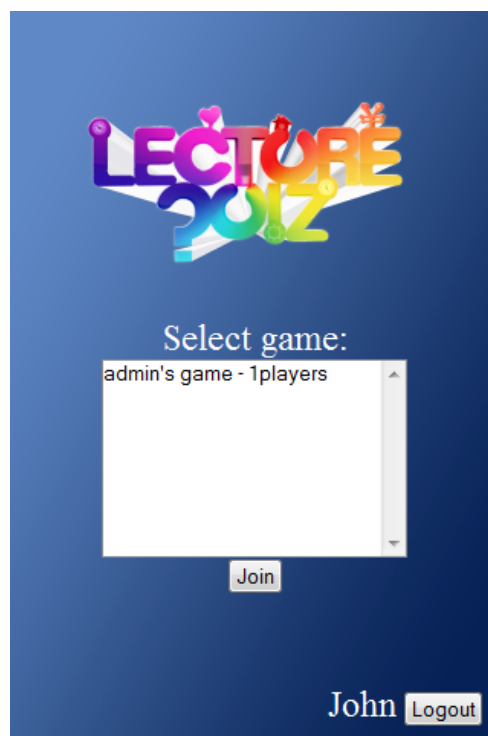 LECTURE
QUIZ
Select game:
admin's game - 1players
Join
John Logout